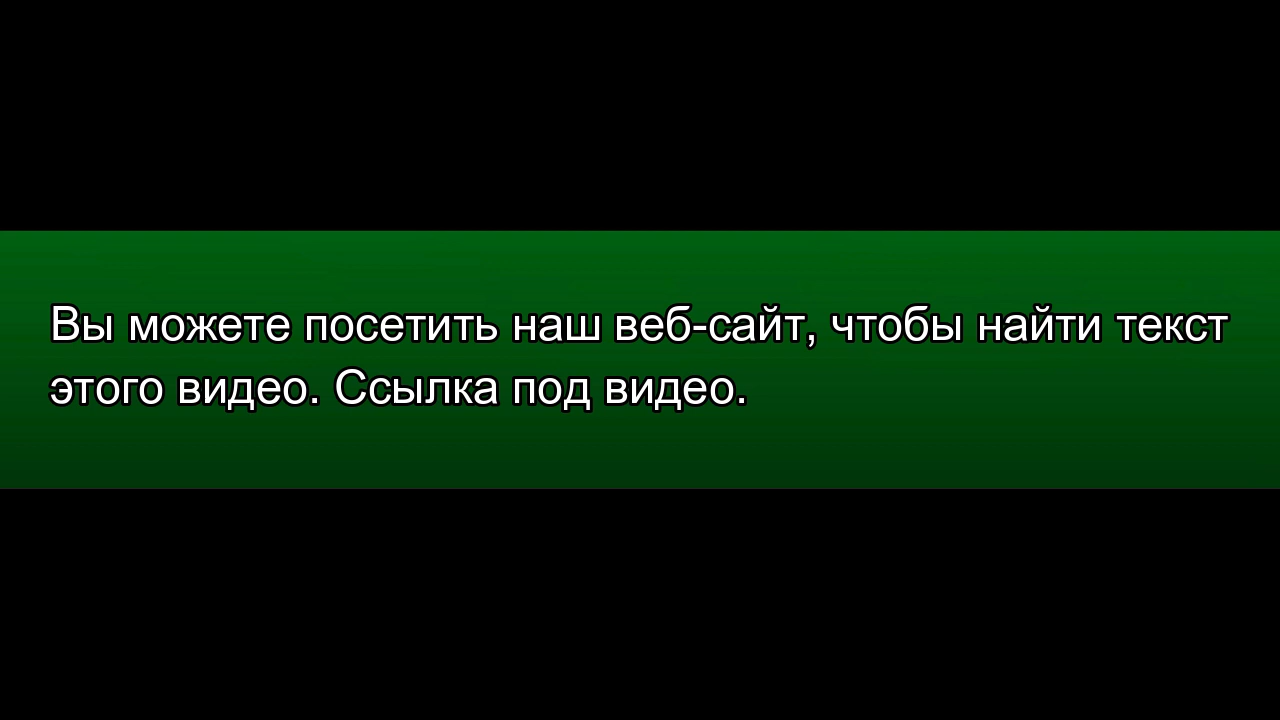 Вы можете посетить наш веб-сайт, чтобы найти текст
этого видео. Ссылка под видео.